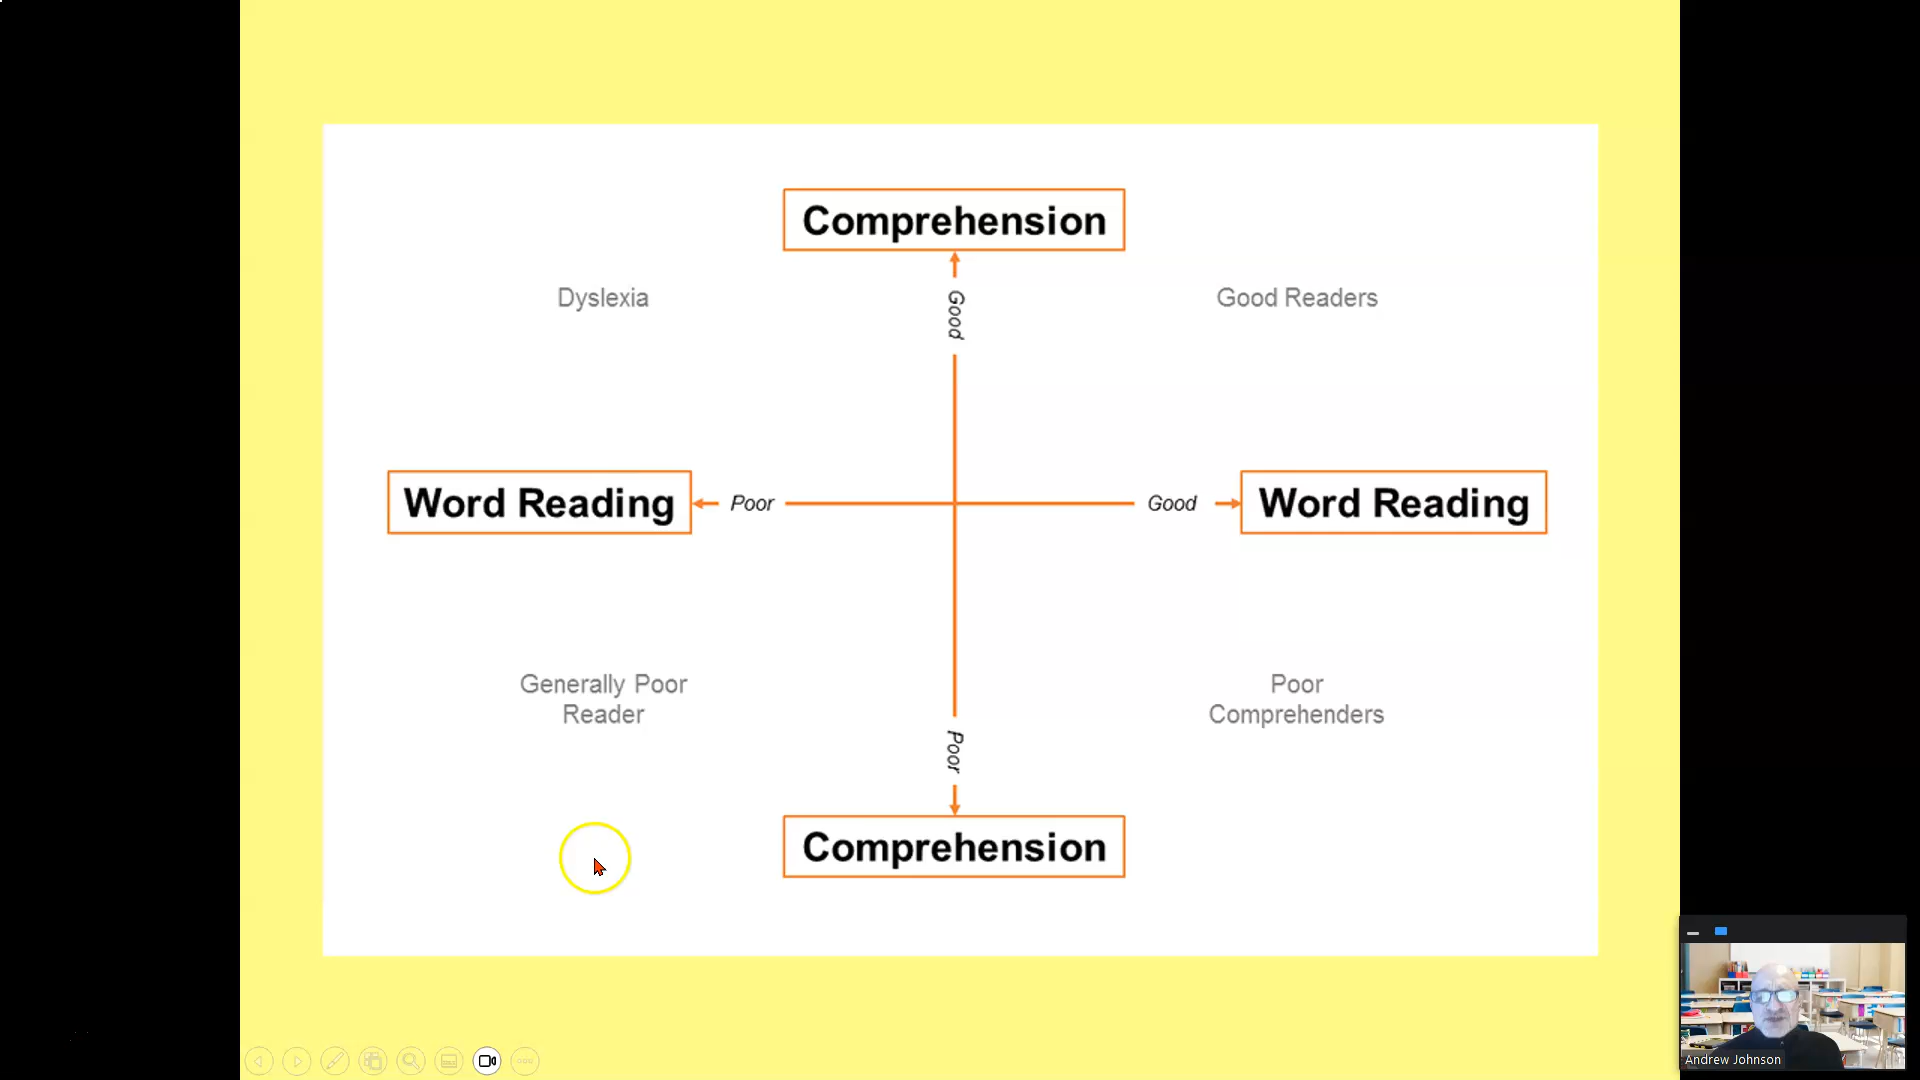 Comprehension
Dyslexia
Good
Good Readers
Word Reading
Poor
Good
Word Reading
Generally Poor
Reader
Poor
Comprehenders
Poor
Comprehension
Andrew Johnson